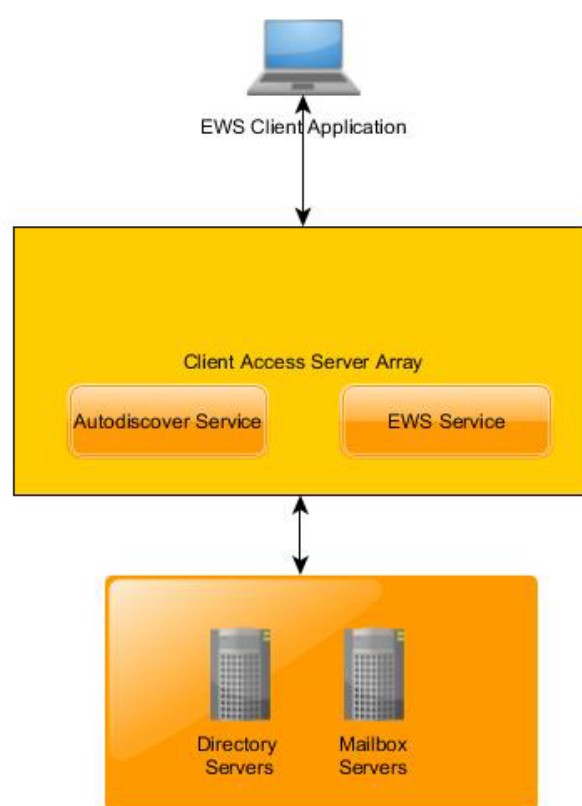 EWS Client Application
Client Access Server Array
Autodiscover Service
EWS Service
Directory
Servers
Mailbox
Servers